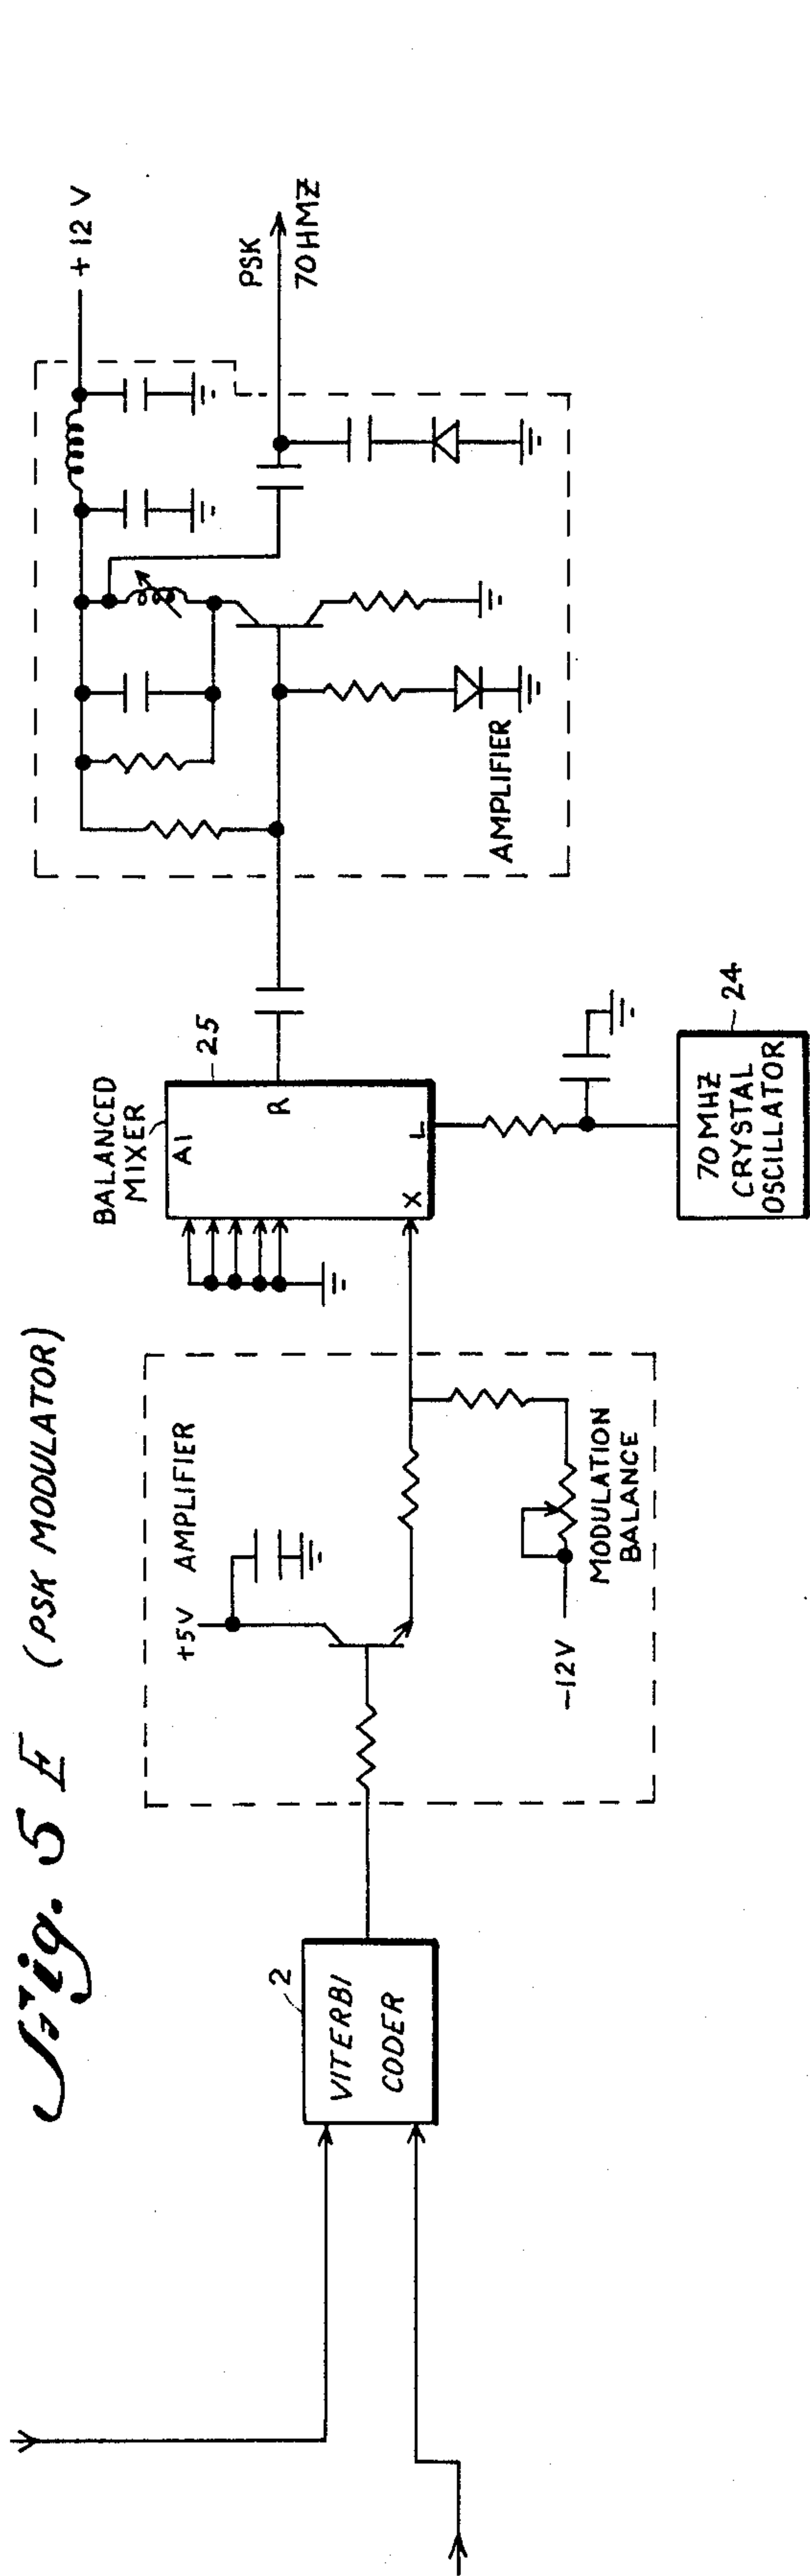 Fig. 5E (PSK MODULATOR)
2
VITERBI
CODER
+5V AMPLIFIER
-12V
MODULATION
BALANCE
BALANCED
MIXER
25
A1
R
X
L
70 MHZ
CRYSTAL
OSCILLATOR
24
AMPLIFIER
+12V
PSK
70 HMZ